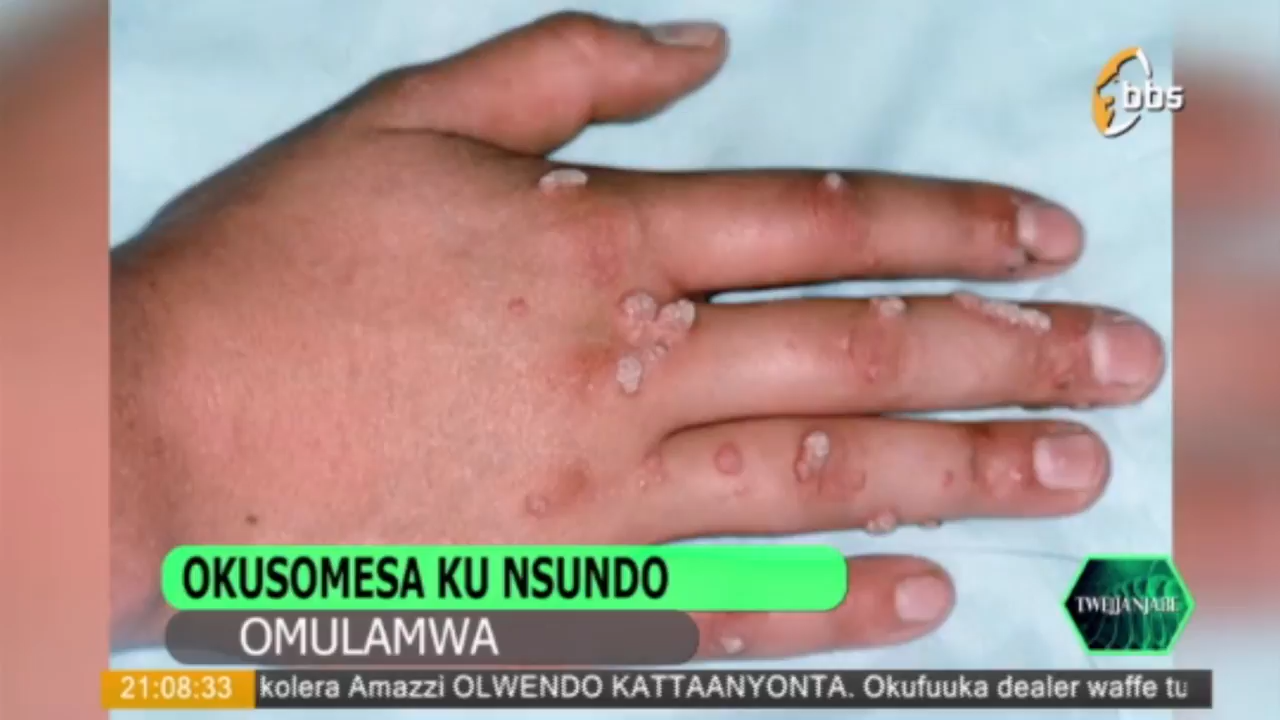 bbs
OKUSOMESA KU NSUNDO
OMULAMWA
TWEJJANJABE
21:08:33 kolera Amazzi OLWENDO KATTAANYONTA. Okufuuka dealer waffe tu